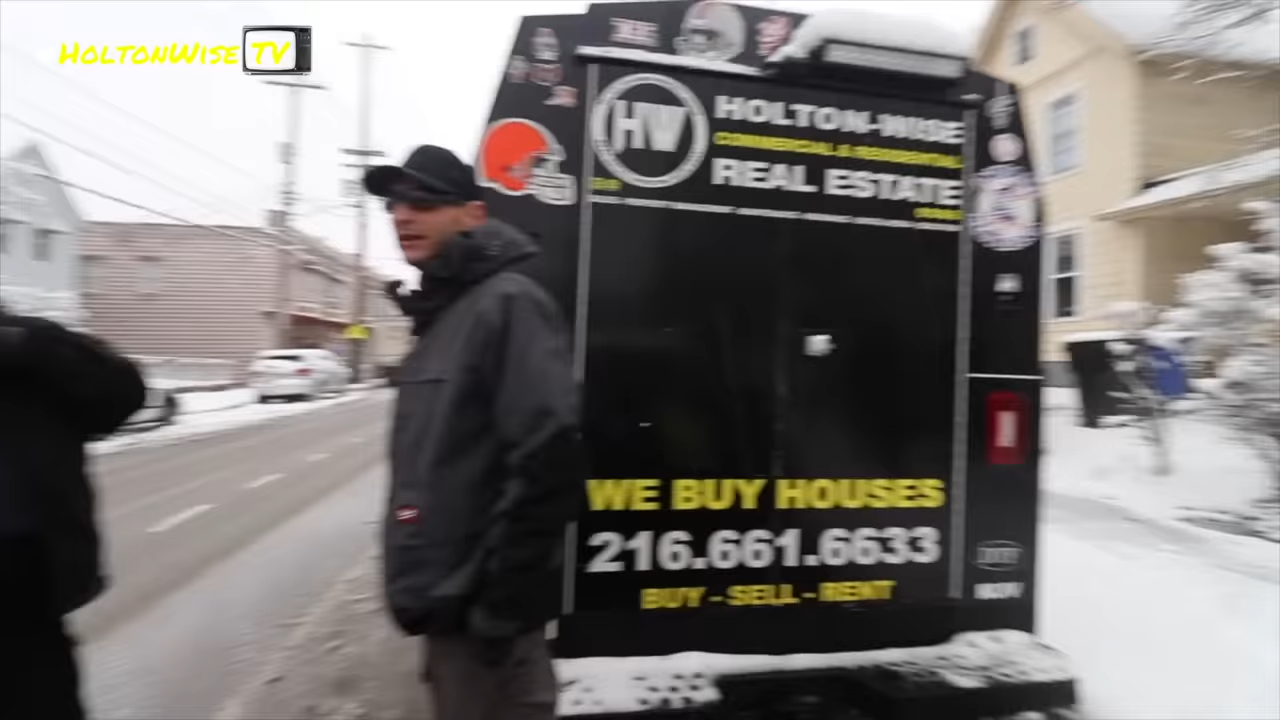 HOLTONWISE TV
HW
HOLTON-WISE
COMMERCIAL & RESIDENTIAL
REAL ESTATE
WE BUY HOUSES
216.661.6633
BUY - SELL - RENT